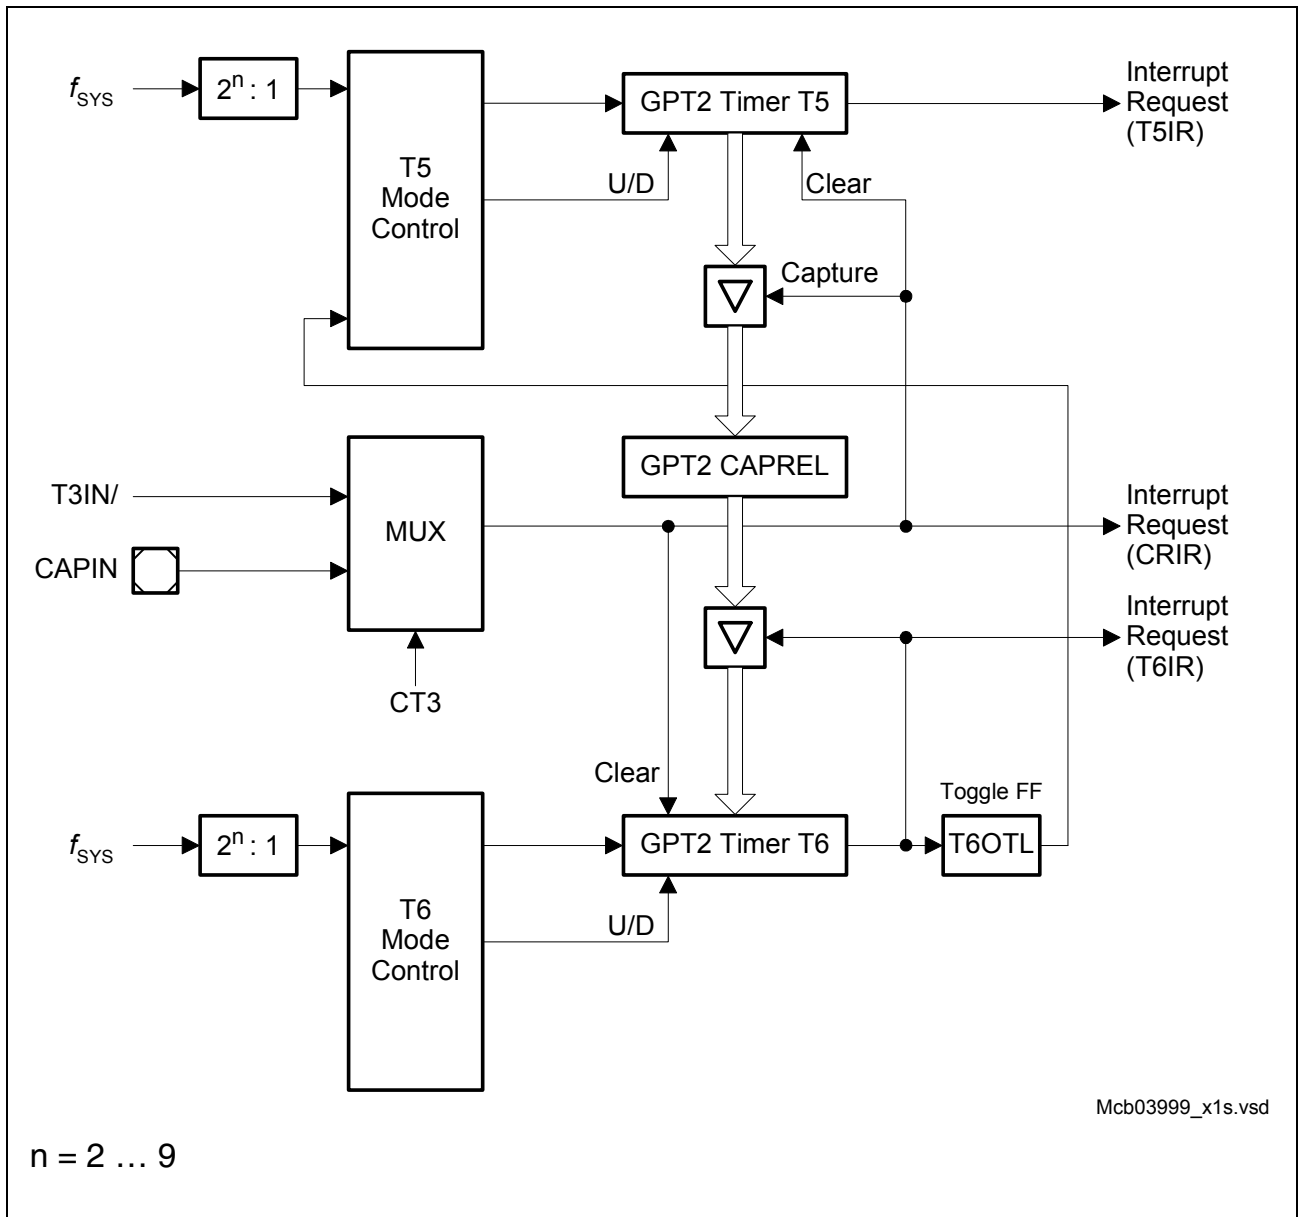 fSYS
2ⁿ : 1
T5
Mode
Control
GPT2 Timer T5
U/D
Clear
Interrupt
Request
(T5IR)
Capture
GPT2 CAPREL
T3IN/
CAPIN
MUX
CT3
Interrupt
Request
(CRIR)
Interrupt
Request
(T6IR)
Clear
fSYS
2ⁿ : 1
T6
Mode
Control
GPT2 Timer T6
U/D
Toggle FF
T6OTL
Mcb03999_x1s.vsd
n = 2 … 9